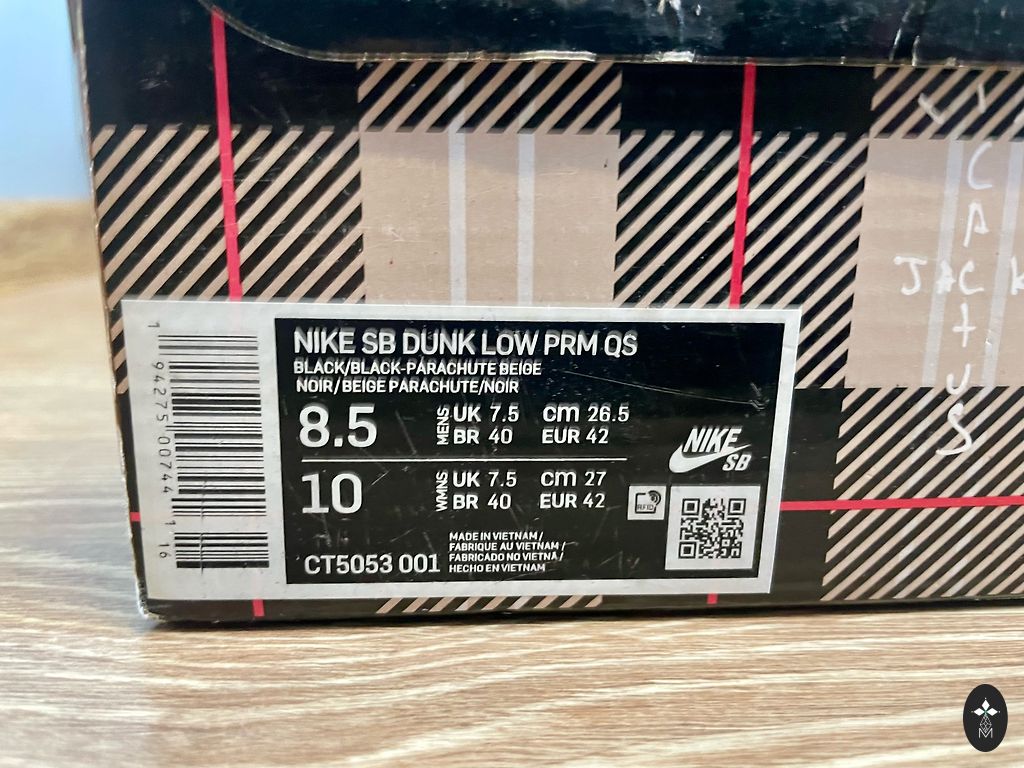 C
A
JACK
T
U
S
NIKE SB DUNK LOW PRM QS
BLACK/BLACK-PARACHUTE BEIGE
NOIR/BEIGE PARACHUTE/NOIR
8.5 MENS UK 7.5 cm 26.5
BR 40 EUR 42
10 WMNS UK 7.5 cm 27
BR 40 EUR 42
NIKE
SB
RFID
CT5053 001
MADE IN VIETNAM/
FABRIQUE AU VIETNAM/
FABRICADO NO VIETNÃ/
HECHO EN VIETNAM
1 94275 00744 1 16
M